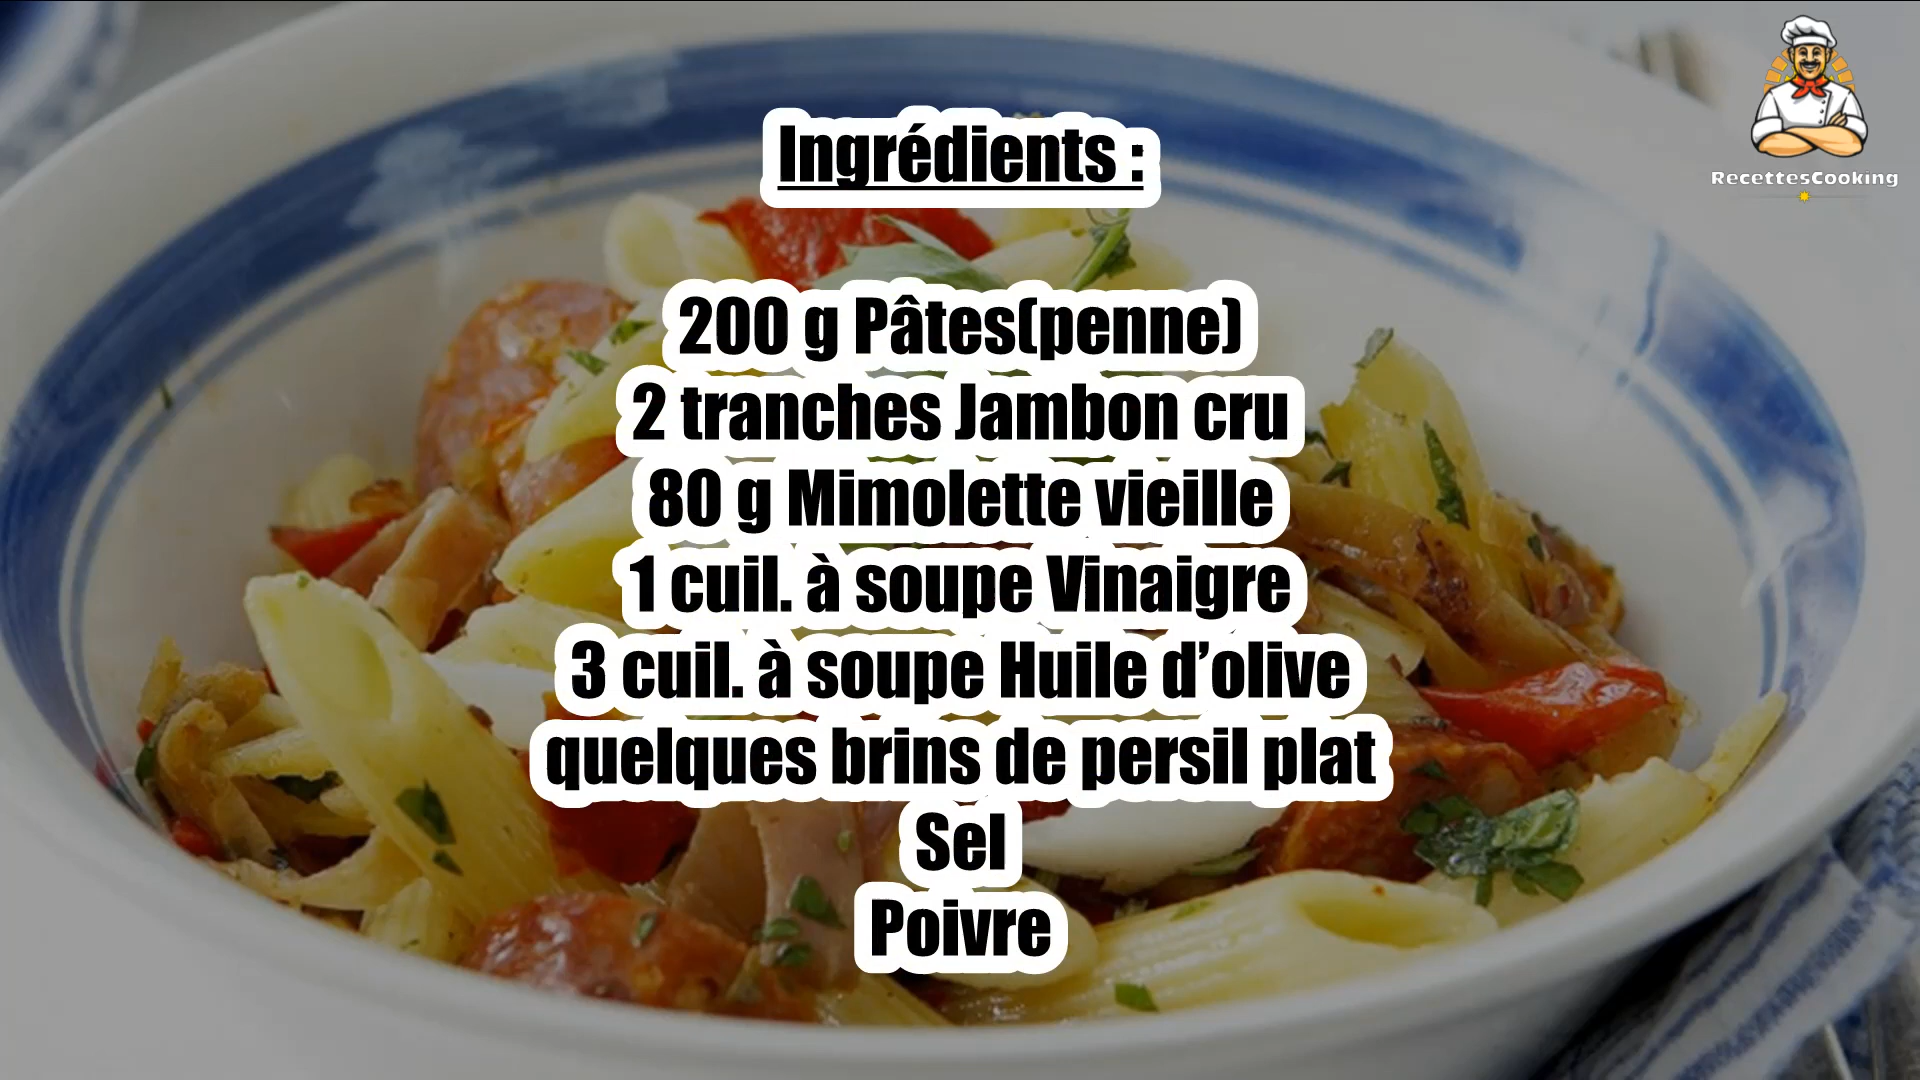 RecettesCooking
Ingrédients :
200 g Pâtes(penne)
2 tranches Jambon cru
80 g Mimolette vieille
1 cuil. à soupe Vinaigre
3 cuil. à soupe Huile d’olive
quelques brins de persil plat
Sel
Poivre